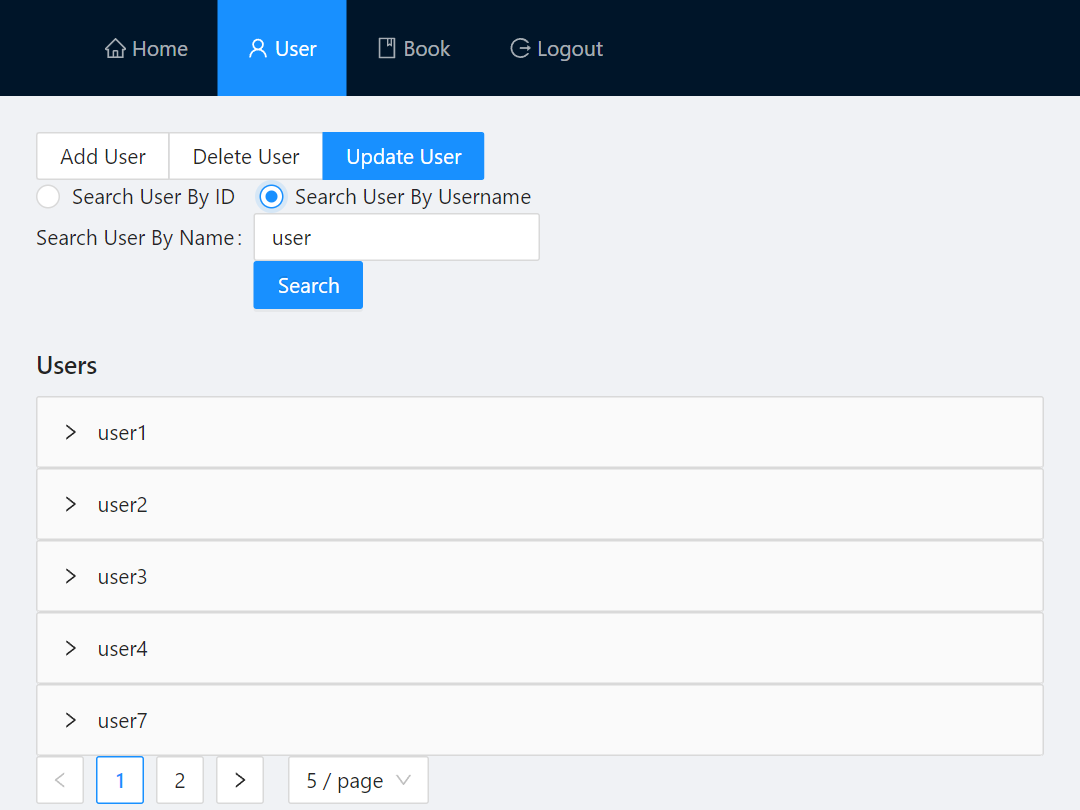 Home User Book Logout
Add User Delete User Update User
Search User By ID Search User By Username
Search User By Name: user
Search
Users
user1
user2
user3
user4
user7
1 2 5 / page